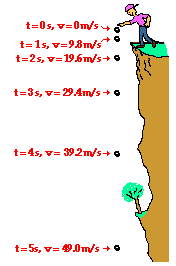 t = 0 s, v = 0 m/s
t = 1 s, v = 9.8 m/s
t = 2 s, v = 19.6 m/s
t = 3 s, v = 29.4 m/s
t = 4 s, v = 39.2 m/s
t = 5 s, v = 49.0 m/s